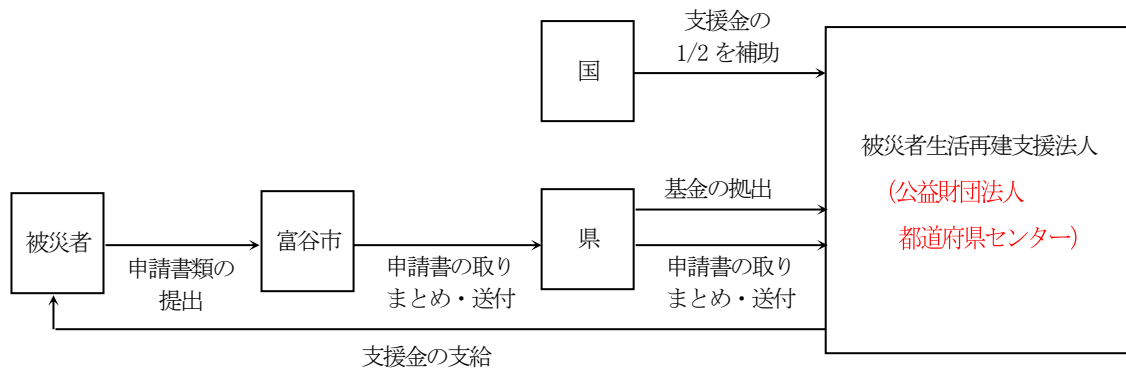 支援金の
1/2 を補助
国
被災者生活再建支援法人
(公益財団法人
都道府県センター)
基金の拠出
被災者
富谷市
県
申請書類の
提出
申請書の取り
まとめ・送付
申請書の取り
まとめ・送付
支援金の支給